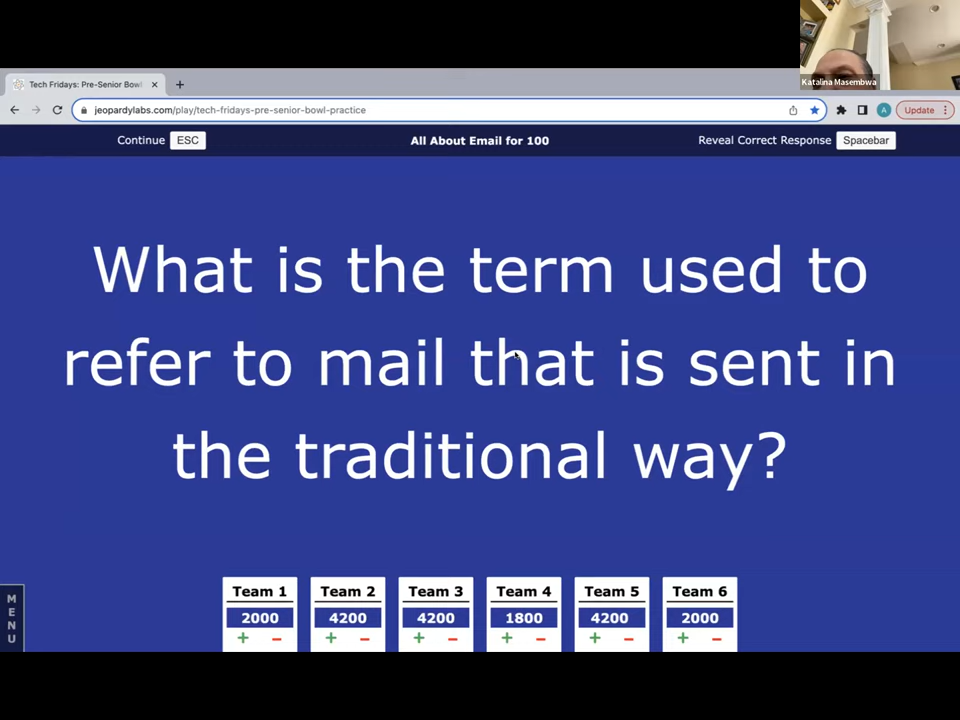 Katalina Masembwa
Tech Fridays: Pre-Senior Bowl
jeopardylabs.com/play/tech-fridays-pre-senior-bowl-practice
A
Update
Continue ESC
All About Email for 100
Reveal Correct Response Spacebar
What is the term used to
refer to mail that is sent in
the traditional way?
MENU
Team 1 Team 2 Team 3 Team 4 Team 5 Team 6
2000 4200 4200 1800 4200 2000
+ − + − + − + − + − + −